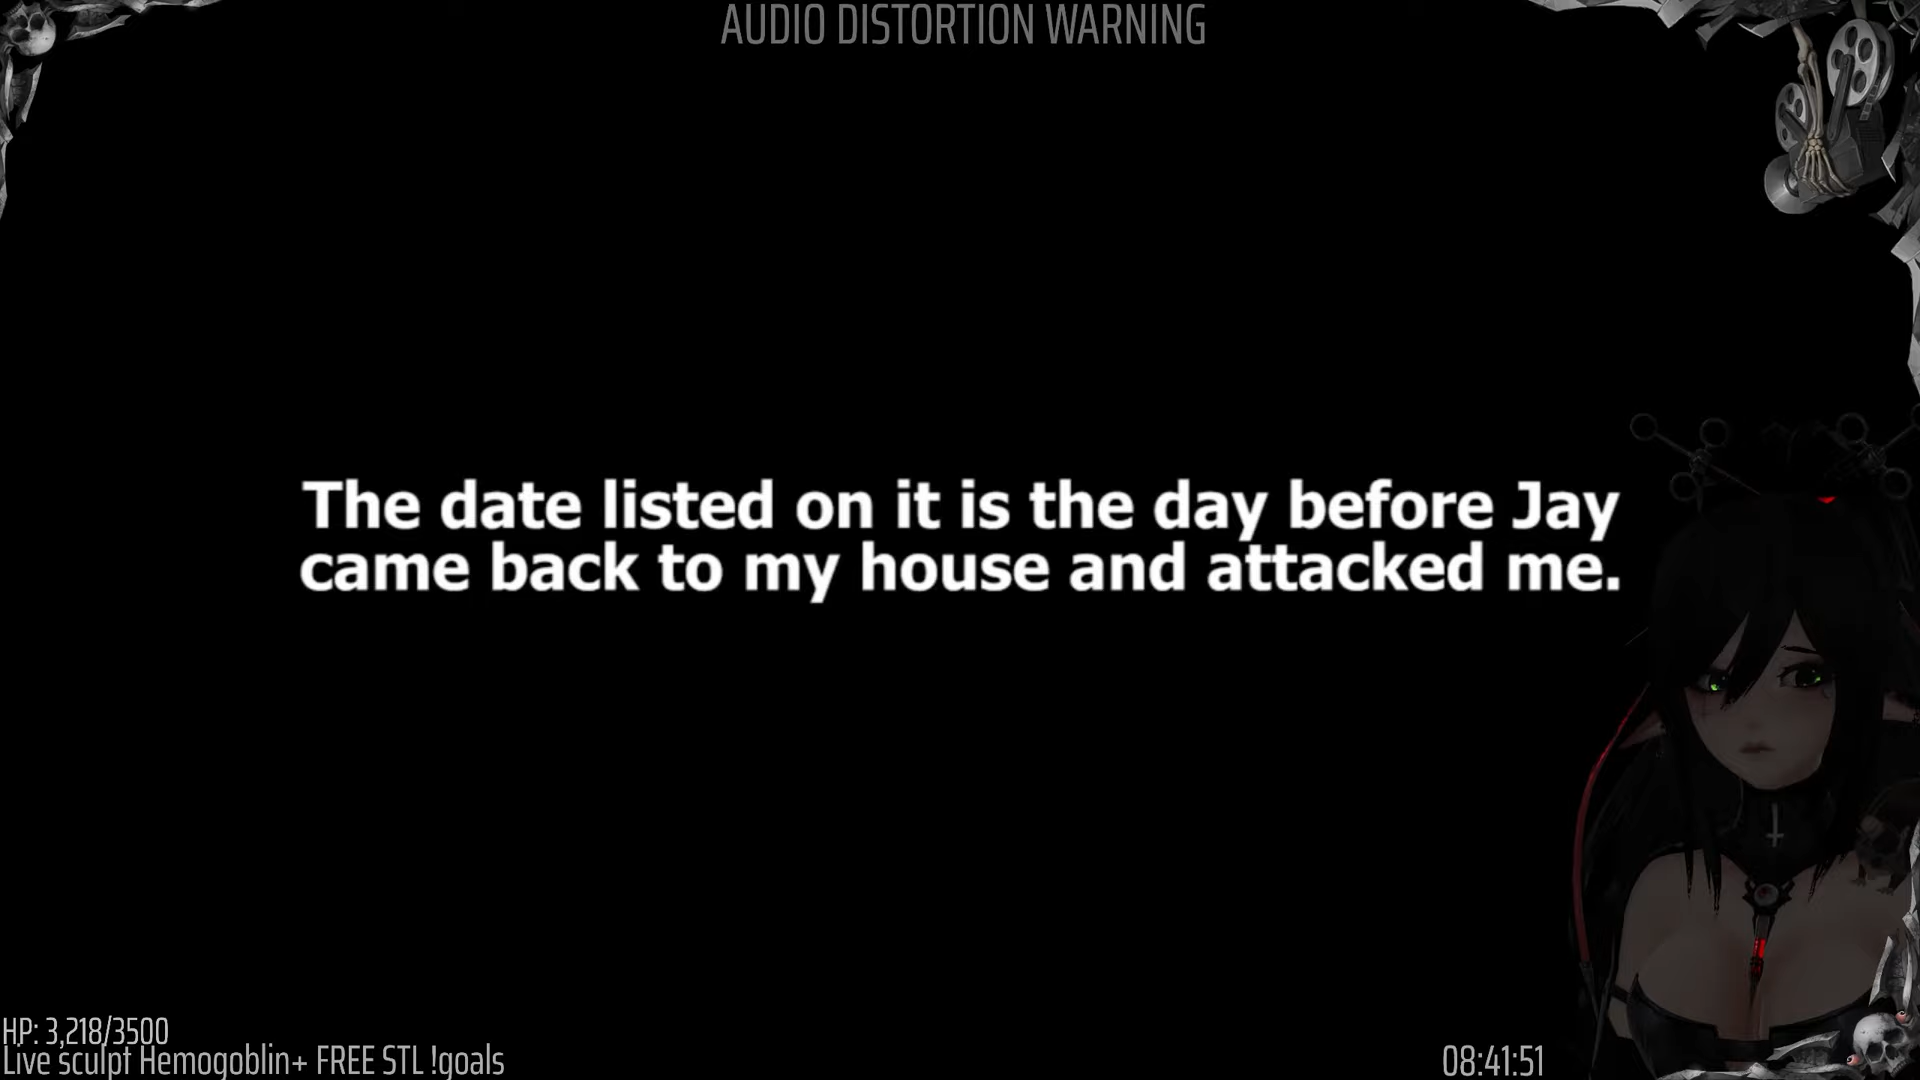 AUDIO DISTORTION WARNING
The date listed on it is the day before Jay
came back to my house and attacked me.
HP: 3,218/3500
Live sculpt Hemogoblin+ FREE STL !goals
08:41:51